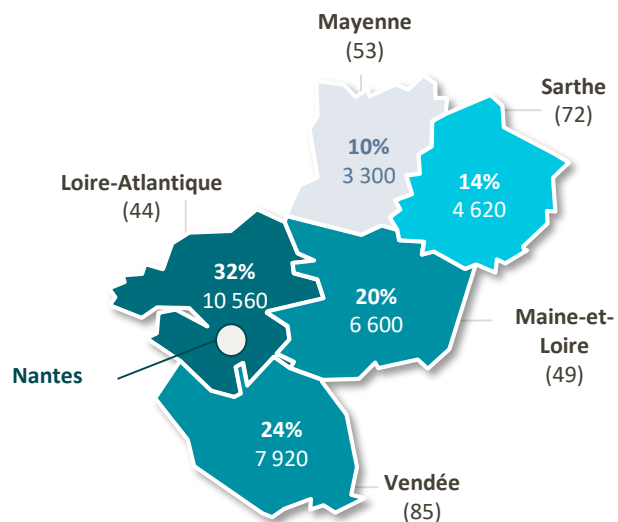 Mayenne
(53)
Sarthe
(72)
10%
3 300
14%
4 620
Loire-Atlantique
(44)
32%
10 560
20%
6 600
Maine-et-
Loire
(49)
Nantes
24%
7 920
Vendée
(85)